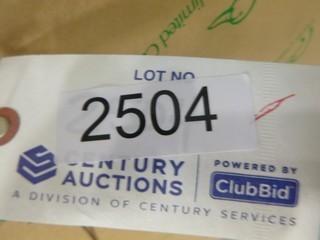 LOT NO
2504
CENTURY AUCTIONS
POWERED BY
ClubBid
A DIVISION OF CENTURY SERVICES